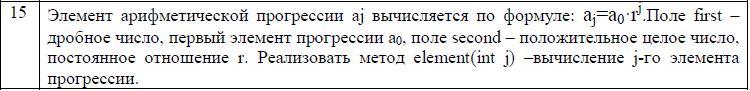 15 Элемент арифметической прогрессии aj вычисляется по формуле: aⱼ=a₀·rʲ.Поле first –
дробное число, первый элемент прогрессии a₀, поле second – положительное целое число,
постоянное отношение r. Реализовать метод element(int j) –вычисление j-го элемента
прогрессии.